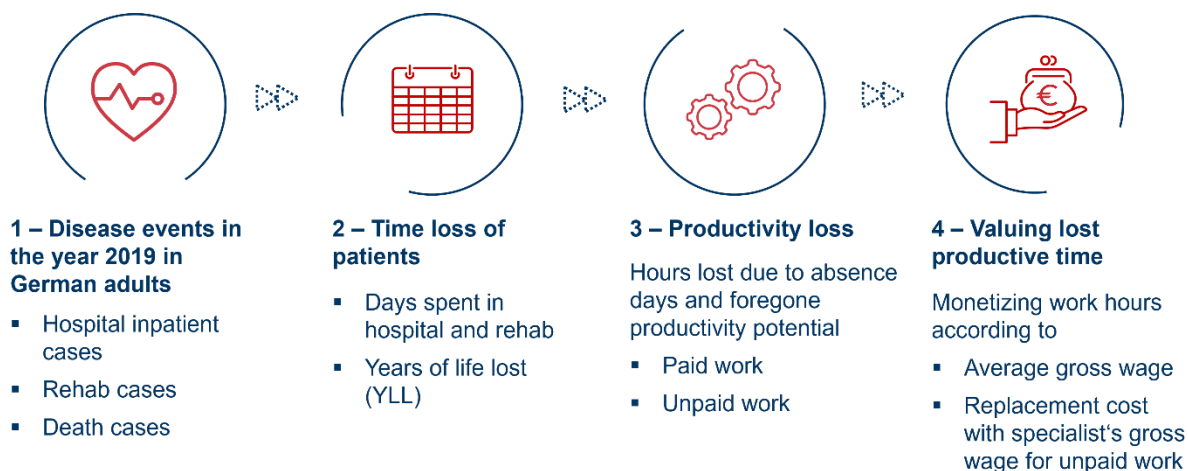 1 – Disease events in
the year 2019 in
German adults
▪ Hospital inpatient
cases
▪ Rehab cases
▪ Death cases
2 – Time loss of
patients
▪ Days spent in
hospital and rehab
▪ Years of life lost
(YLL)
3 – Productivity loss
Hours lost due to absence
days and foregone
productivity potential
▪ Paid work
▪ Unpaid work
€
4 – Valuing lost
productive time
Monetizing work hours
according to
▪ Average gross wage
▪ Replacement cost
with specialist‘s gross
wage for unpaid work